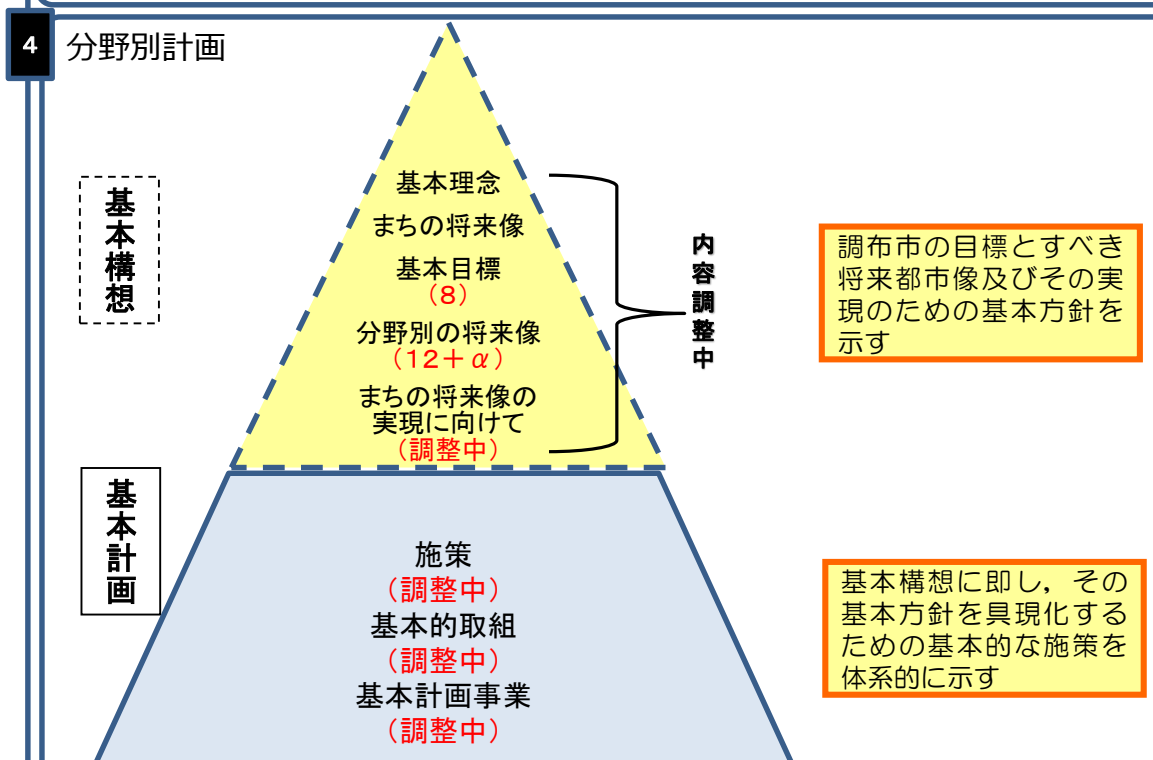 4 分野別計画
基本構想
基本理念
まちの将来像
基本目標
(8)
分野別の将来像
(12+α)
まちの将来像の
実現に向けて
(調整中)
内容調整中
調布市の目標とすべき
将来都市像及びその実
現のための基本方針を
示す
基本計画
施策
(調整中)
基本的取組
(調整中)
基本計画事業
(調整中)
基本構想に即し，その
基本方針を具現化する
ための基本的な施策を
体系的に示す